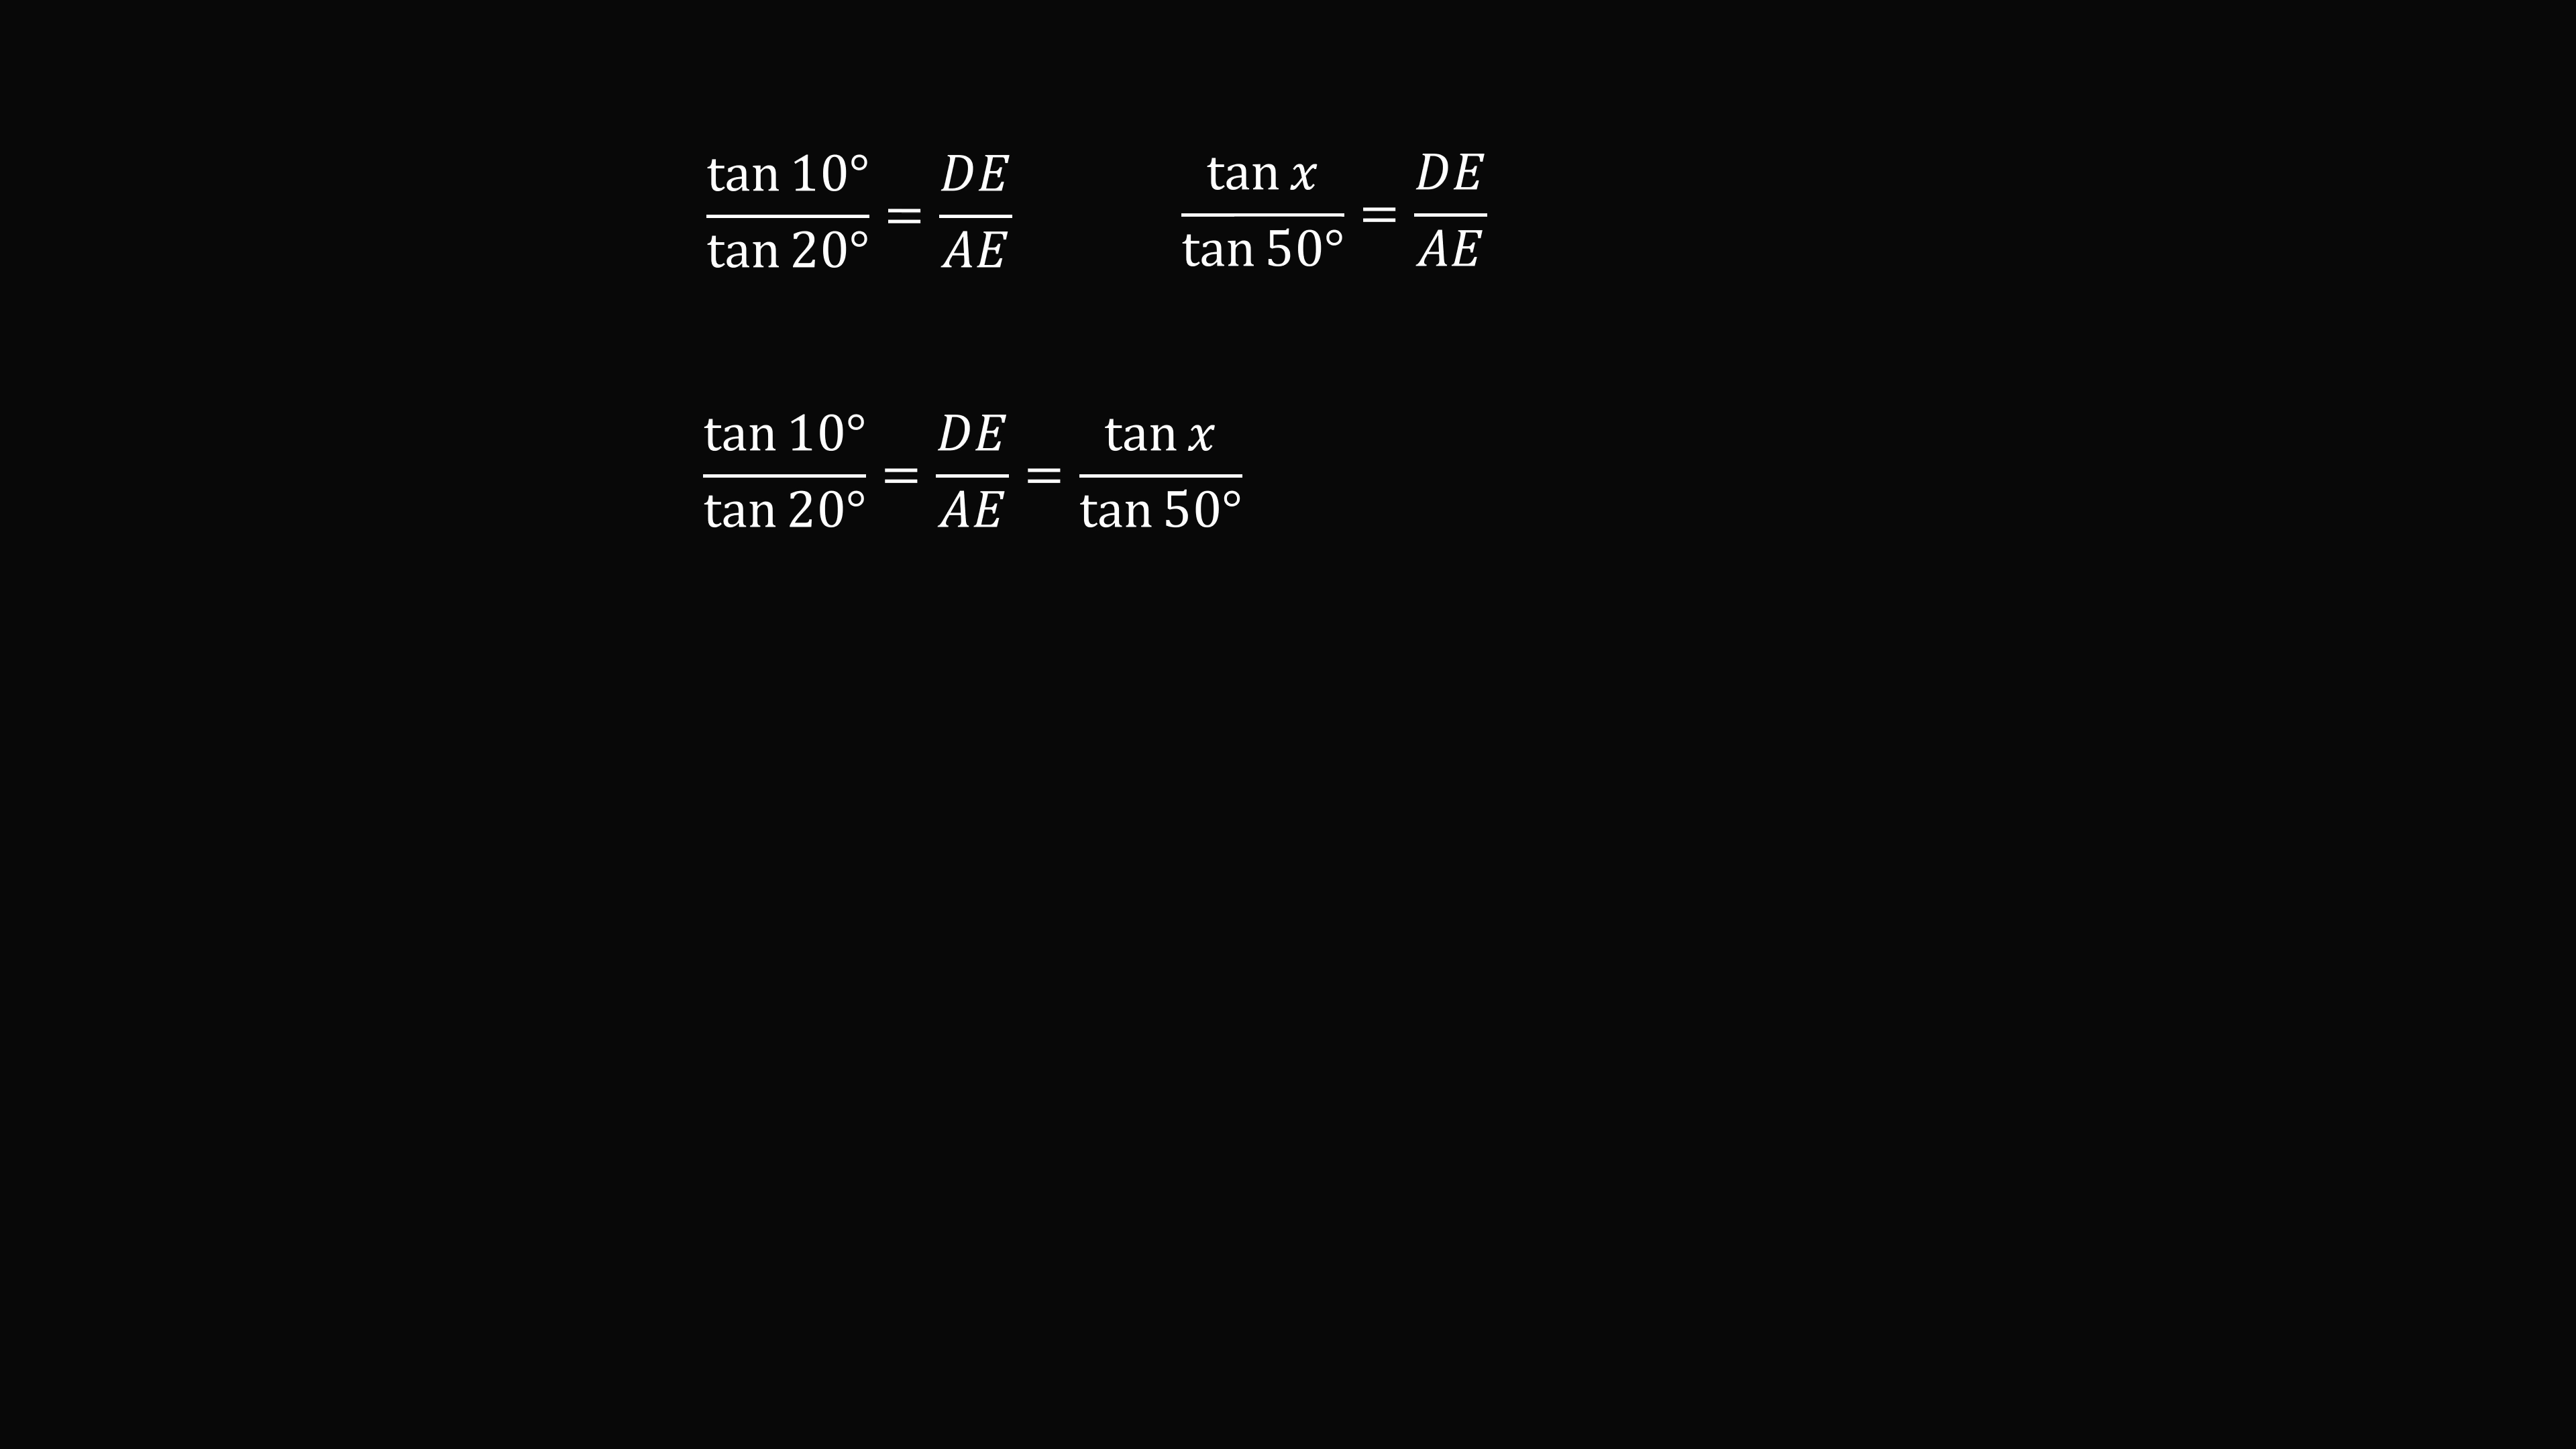 tan 10° / tan 20° = DE / AE    tan x / tan 50° = DE / AE
tan 10° / tan 20° = DE / AE = tan x / tan 50°